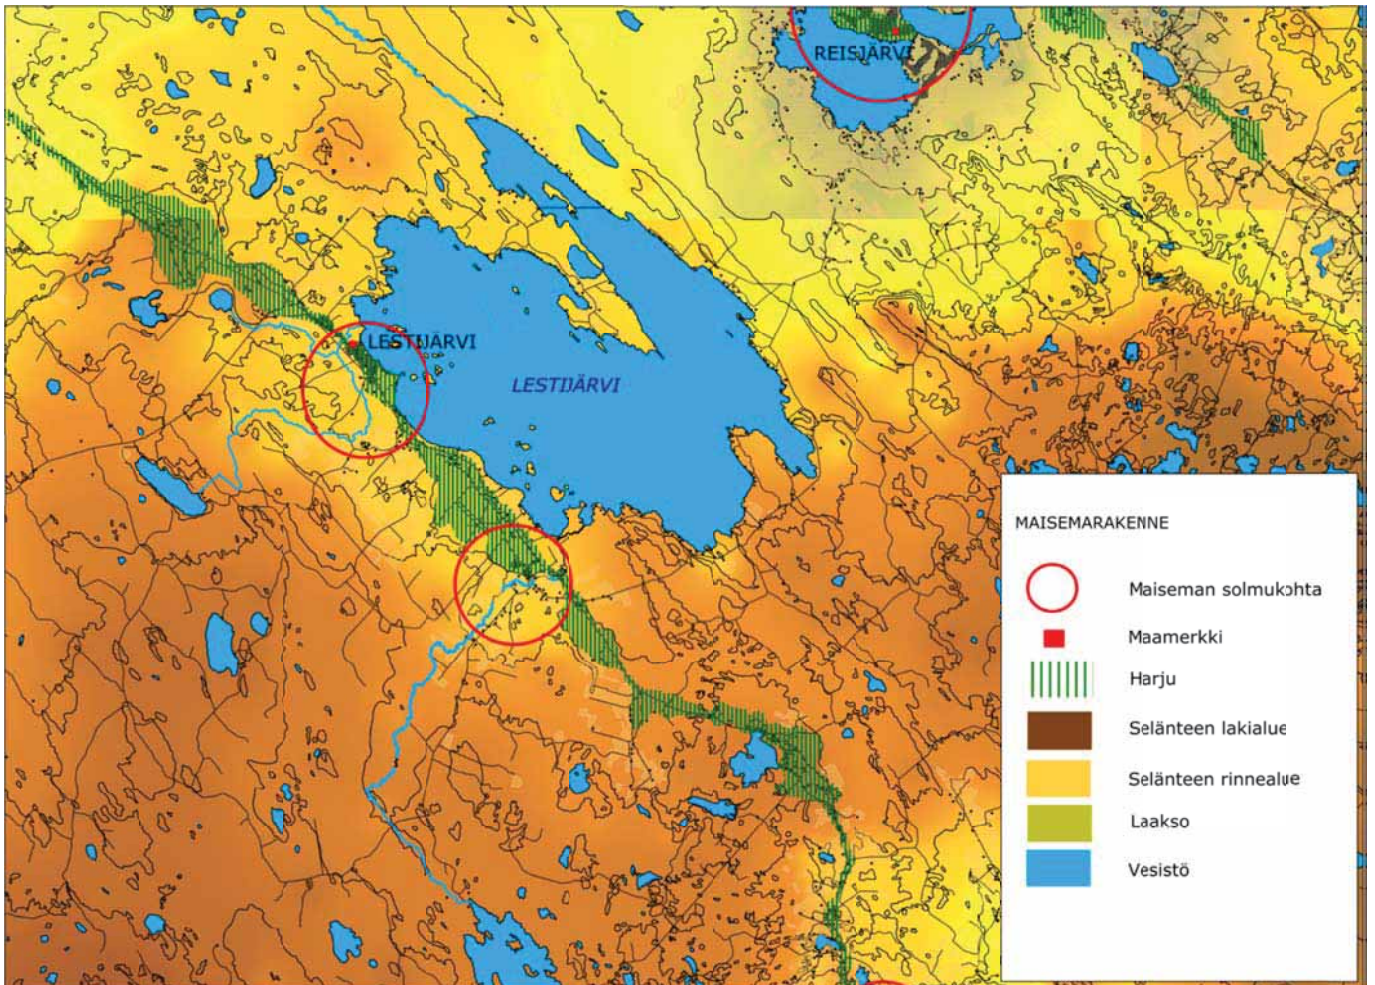 REISJÄRVI
LESTIJÄRVI
LESTIJÄRVI
MAISEMARAKENNE
Maiseman solmukohta
Maamerkki
Harju
Selänteen lakialue
Selänteen rinnealue
Laakso
Vesistö